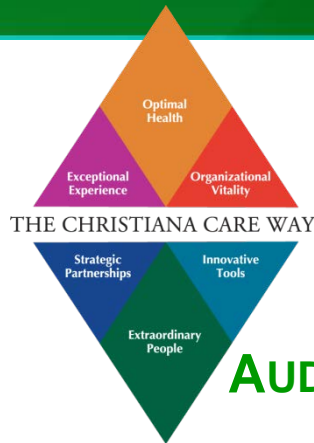 Optimal
Health
Exceptional
Experience
Organizational
Vitality
THE CHRISTIANA CARE WAY
Strategic
Partnerships
Innovative
Tools
Extraordinary
People
AUD